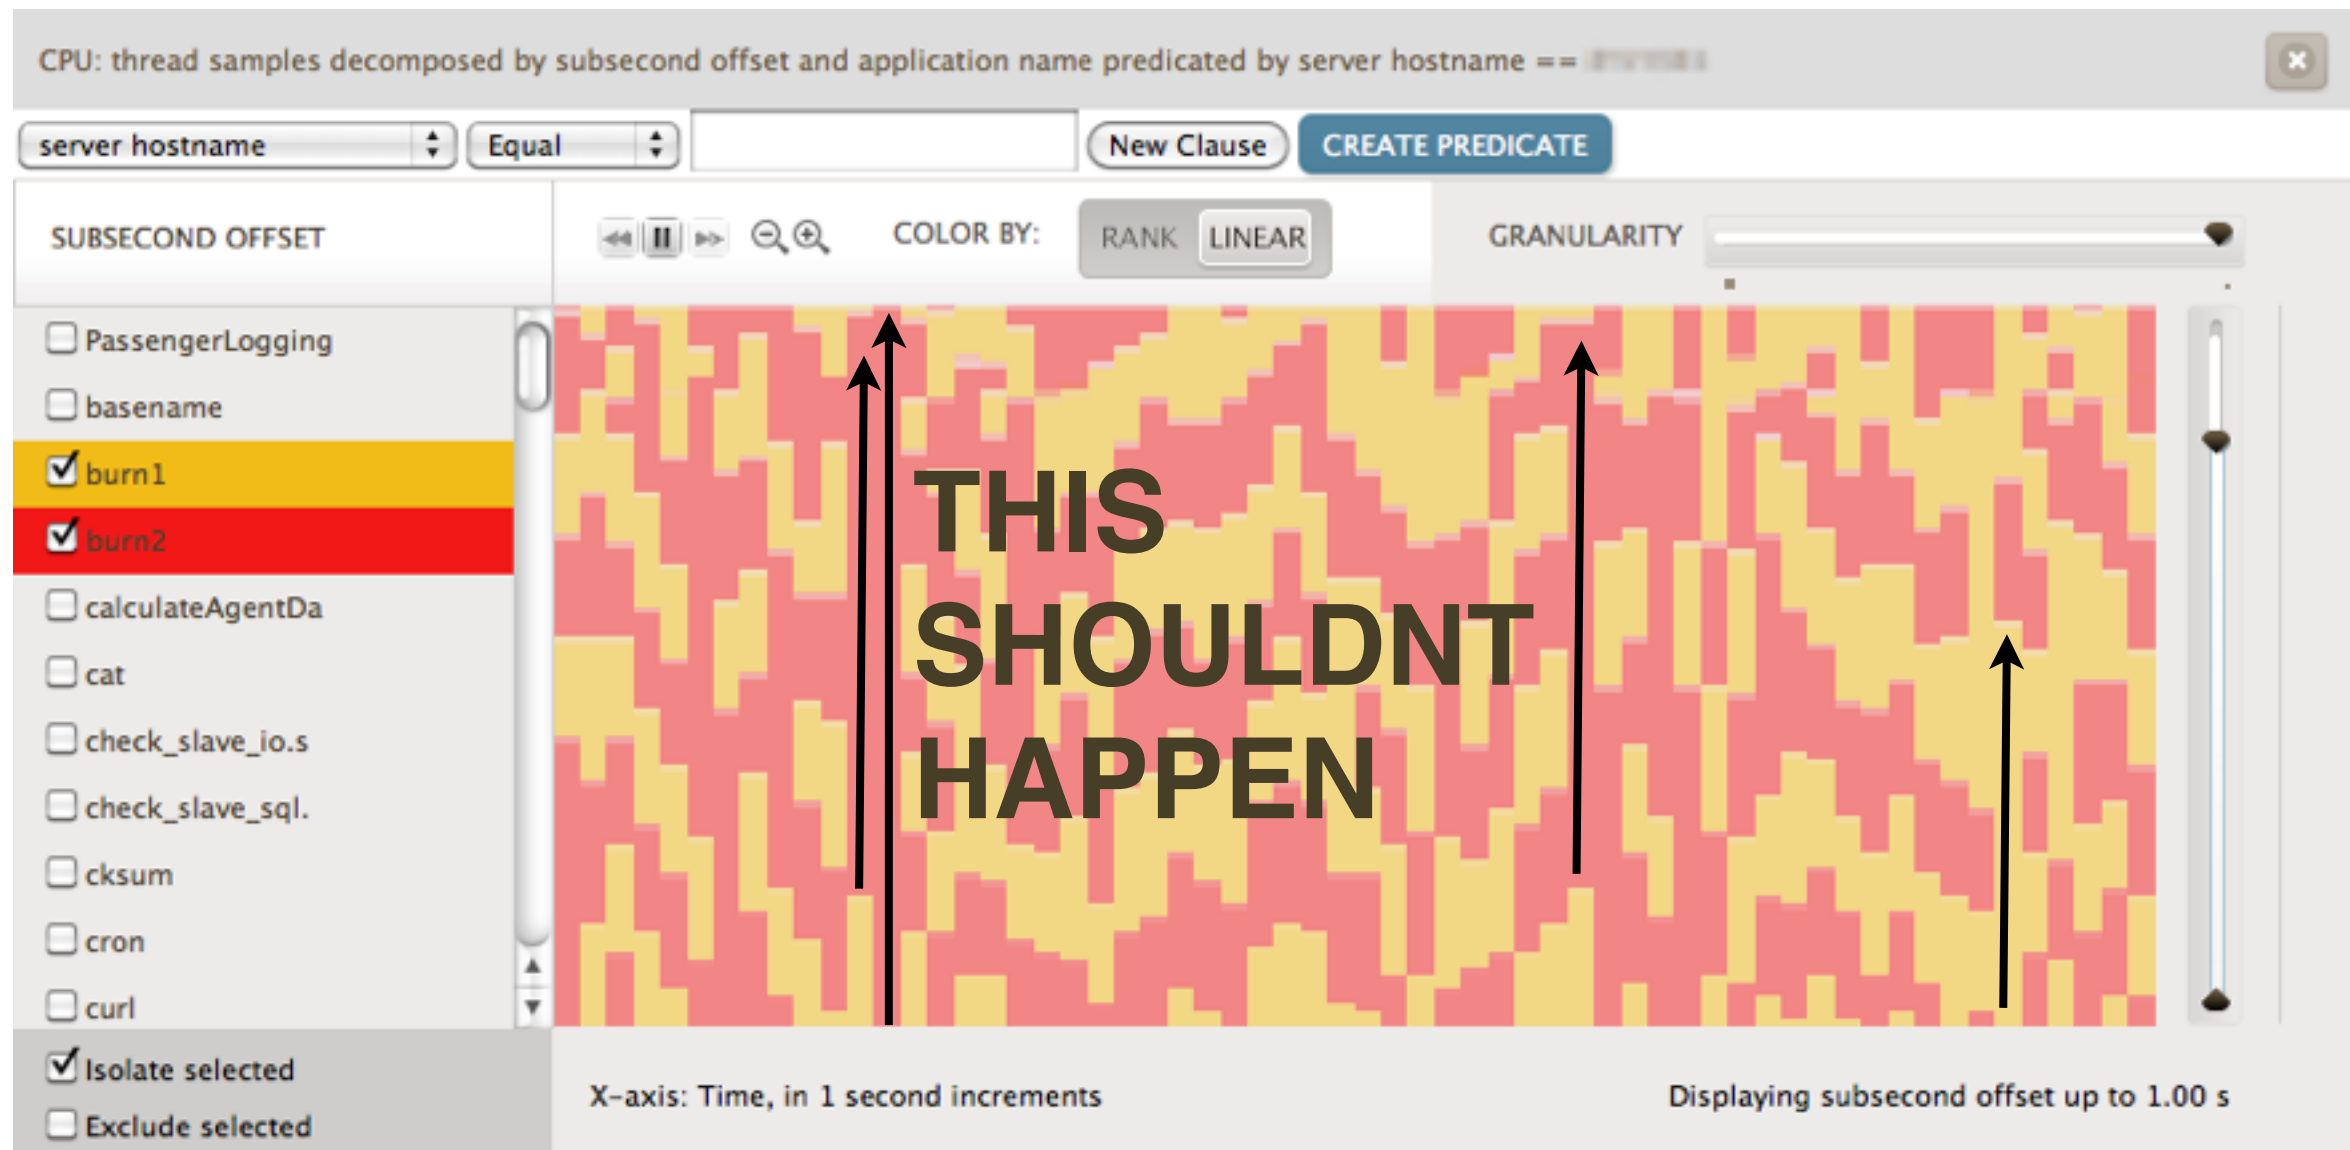 CPU: thread samples decomposed by subsecond offset and application name predicated by server hostname ==
server hostname Equal New Clause CREATE PREDICATE
SUBSECOND OFFSET COLOR BY: RANK LINEAR GRANULARITY
PassengerLogging
basename
burn1
burn2
calculateAgentDa
cat
check_slave_io.s
check_slave_sql.
cksum
cron
curl
THIS
SHOULDNT
HAPPEN
Isolate selected
Exclude selected
X-axis: Time, in 1 second increments
Displaying subsecond offset up to 1.00 s